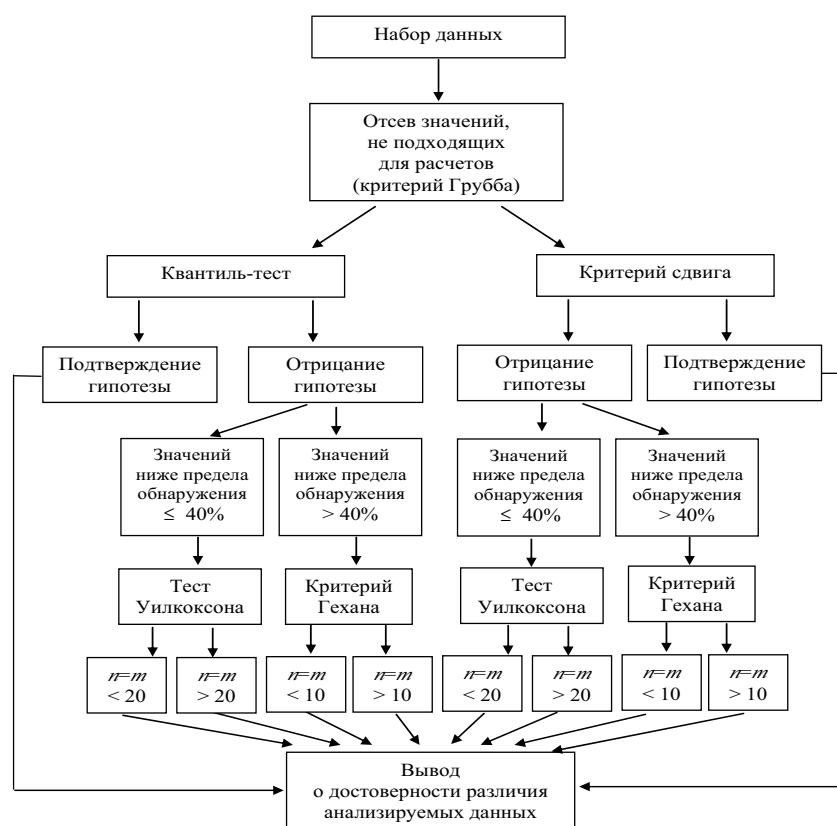 Набор данных
Отсев значений,
не подходящих
для расчетов
(критерий Грубба)
Квантиль-тест
Критерий сдвига
Подтверждение
гипотезы
Отрицание
гипотезы
Отрицание
гипотезы
Подтверждение
гипотезы
Значений
ниже предела
обнаружения
≤ 40%
Значений
ниже предела
обнаружения
> 40%
Значений
ниже предела
обнаружения
≤ 40%
Значений
ниже предела
обнаружения
> 40%
Тест
Уилкоксона
Критерий
Гехана
Тест
Уилкоксона
Критерий
Гехана
n=m
< 20
n=m
> 20
n=m
< 10
n=m
> 10
n=m
< 20
n=m
> 20
n=m
< 10
n=m
> 10
Вывод
о достоверности различия
анализируемых данных